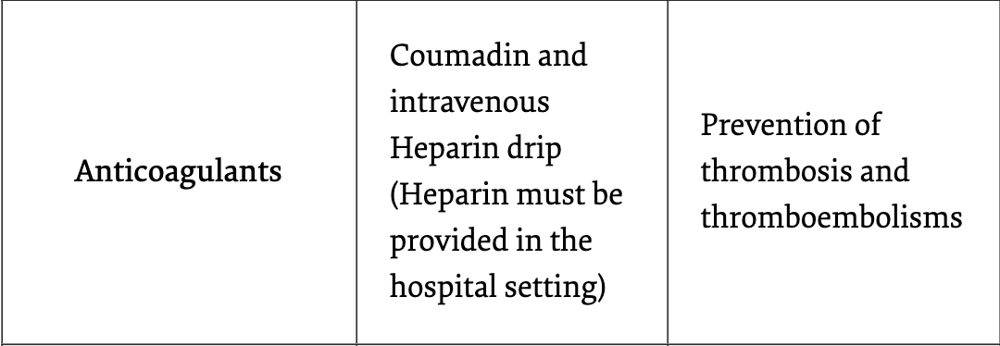 Anticoagulants
Coumadin and
intravenous
Heparin drip
(Heparin must be
provided in the
hospital setting)
Prevention of
thrombosis and
thromboembolisms